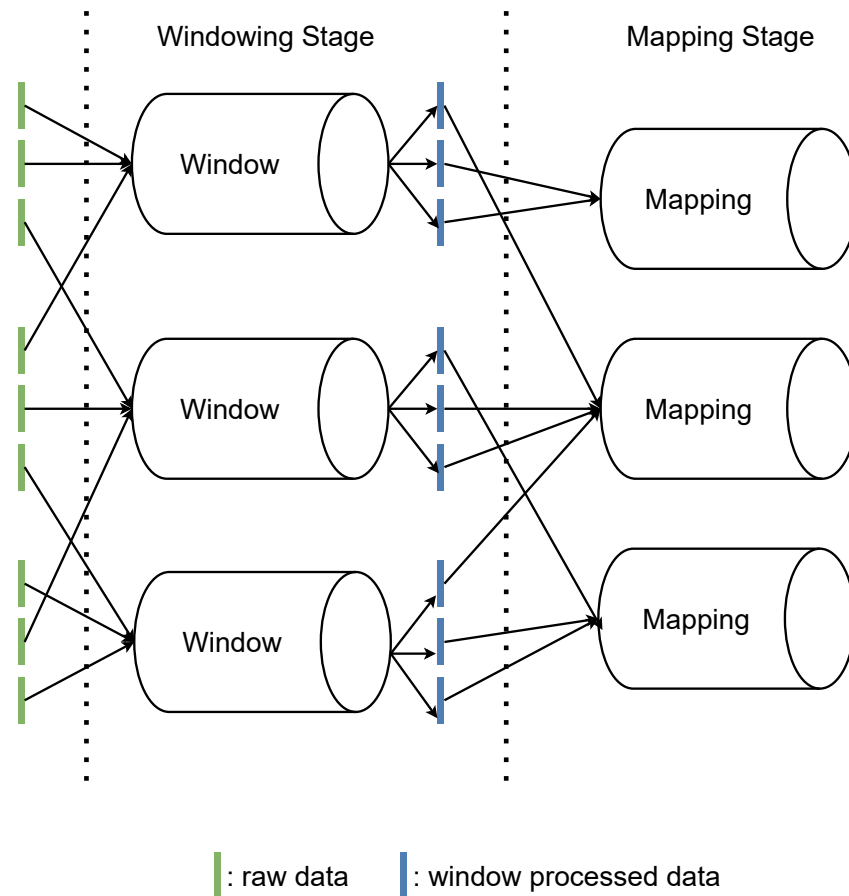 Windowing Stage
Mapping Stage
Window
Mapping
Window
Mapping
Window
Mapping
: raw data
: window processed data